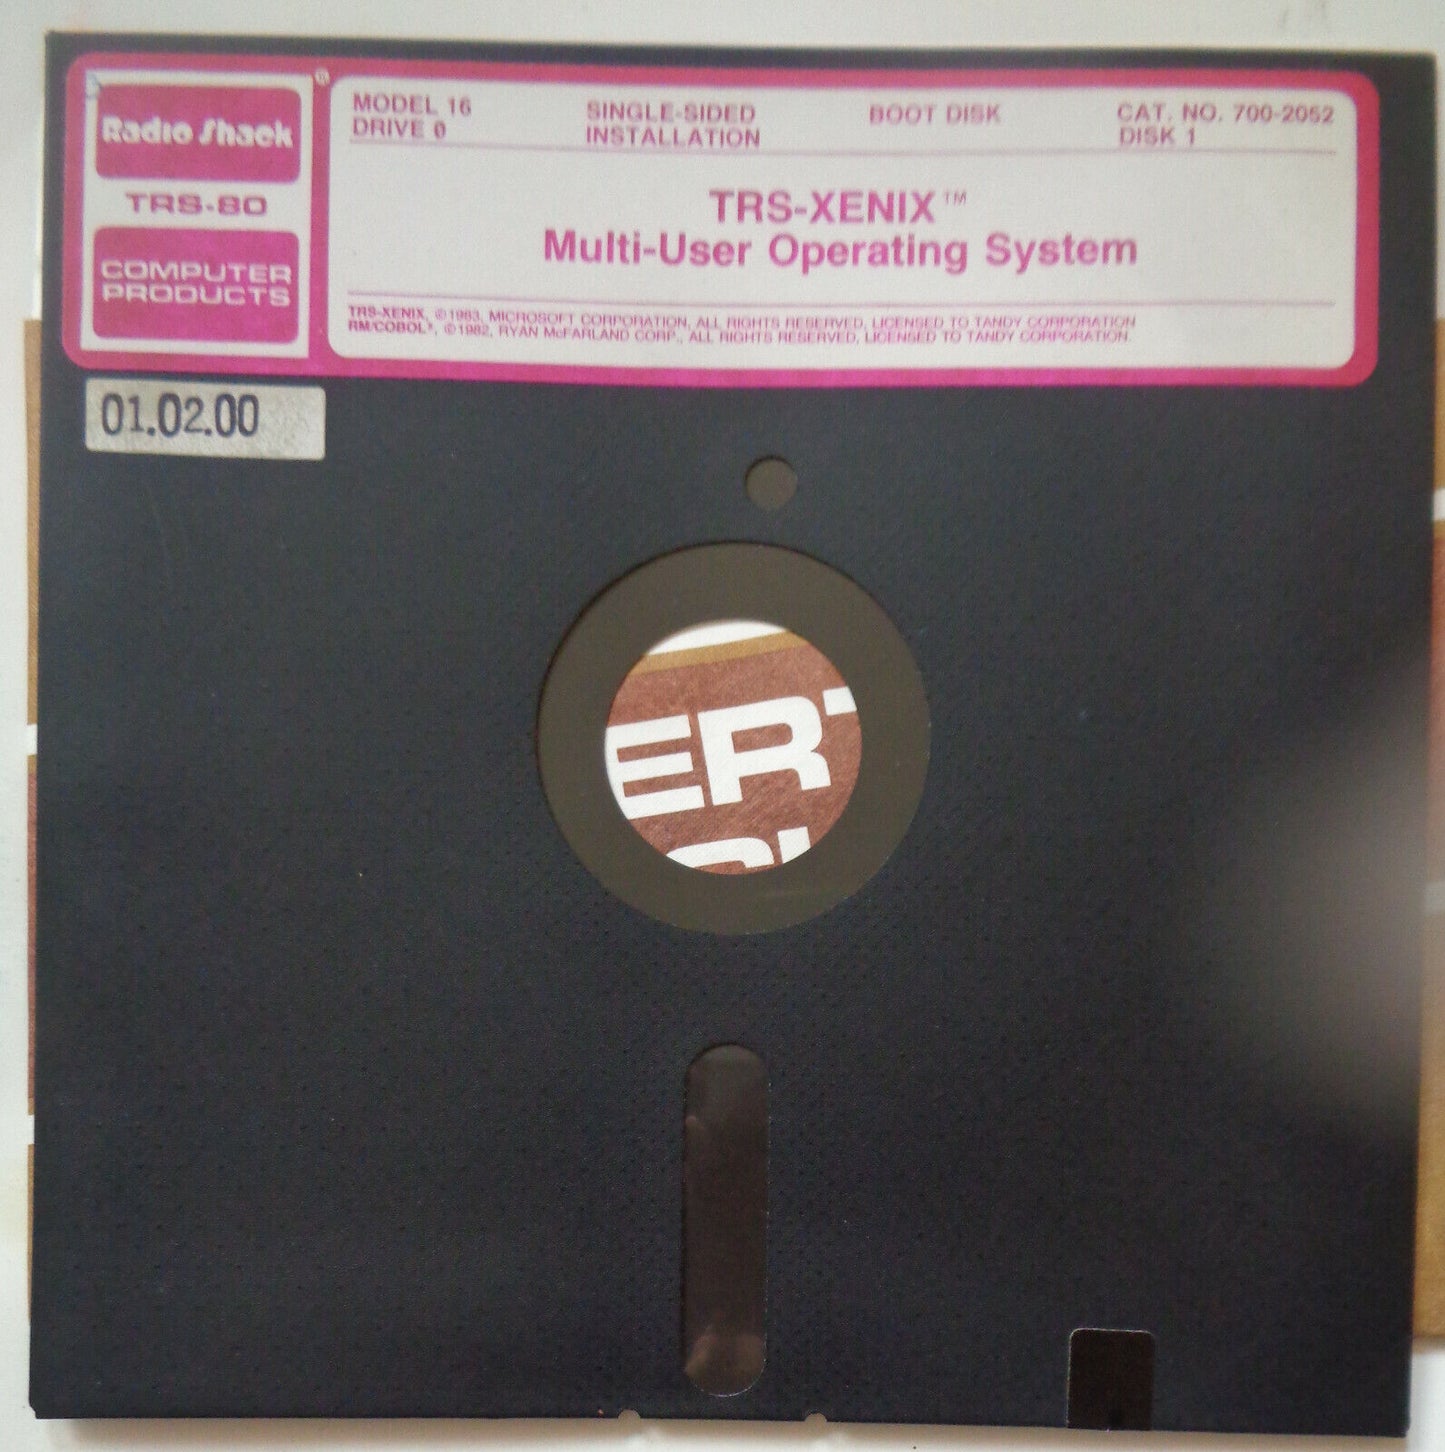 Radio Shack
®
TRS-80
COMPUTER
PRODUCTS
MODEL 16
DRIVE 0
SINGLE-SIDED
INSTALLATION
BOOT DISK
CAT. NO. 700-2052
DISK 1
TRS-XENIX™
Multi-User Operating System
TRS-XENIX, ©1983, MICROSOFT CORPORATION, ALL RIGHTS RESERVED, LICENSED TO TANDY CORPORATION
RM/COBOL®, ©1982, RYAN McFARLAND CORP., ALL RIGHTS RESERVED, LICENSED TO TANDY CORPORATION.
01.02.00
ER